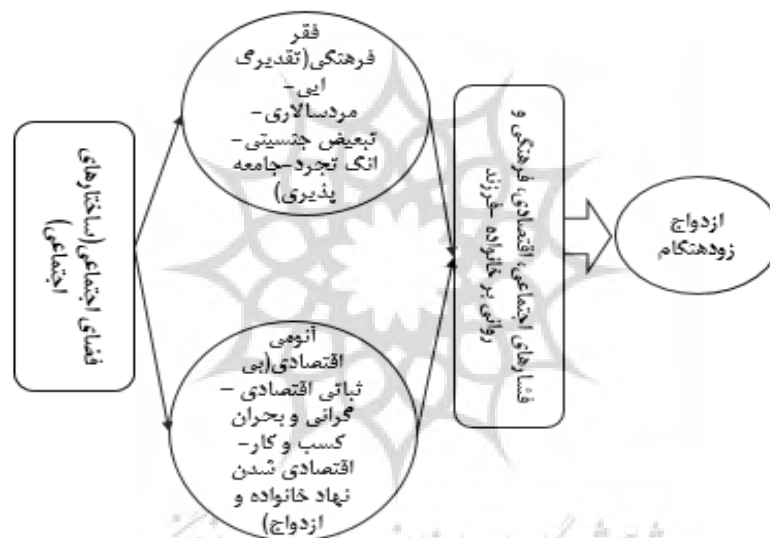 فضای اجتماعی(ساختارهای
اجتماعی)
فقر
فرهنگی(تقدیرگ
ایی-
مردسالاری-
تبعیض جنسیتی-
انگ تجرد-جامعه
پذیری)
آنومی
اقتصادی(بی
ثباتی اقتصادی -
گرانی و بحران
کسب و کار-
اقتصادی شدن
نهاد خانواده و
ازدواج)
فشارهای اجتماعی، اقتصادی، فرهنگی و
روانی بر خانواده -فرزند
ازدواج
زودهنگام